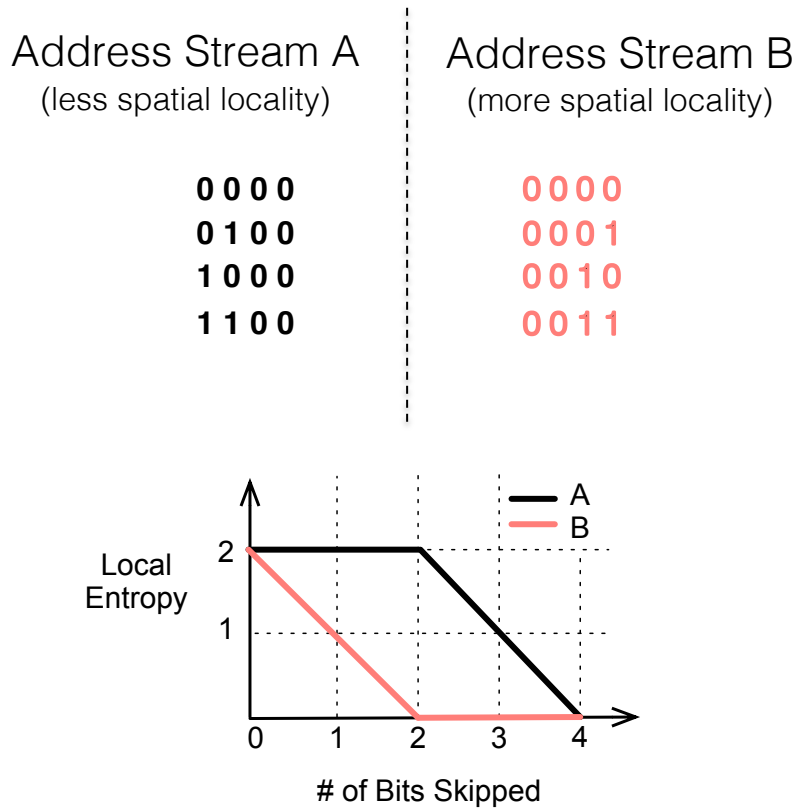 Address Stream A
(less spatial locality)
0 0 0 0
0 1 0 0
1 0 0 0
1 1 0 0
Address Stream B
(more spatial locality)
0 0 0 0
0 0 0 1
0 0 1 0
0 0 1 1
A
B
Local
Entropy
2
1
0 1 2 3 4
# of Bits Skipped